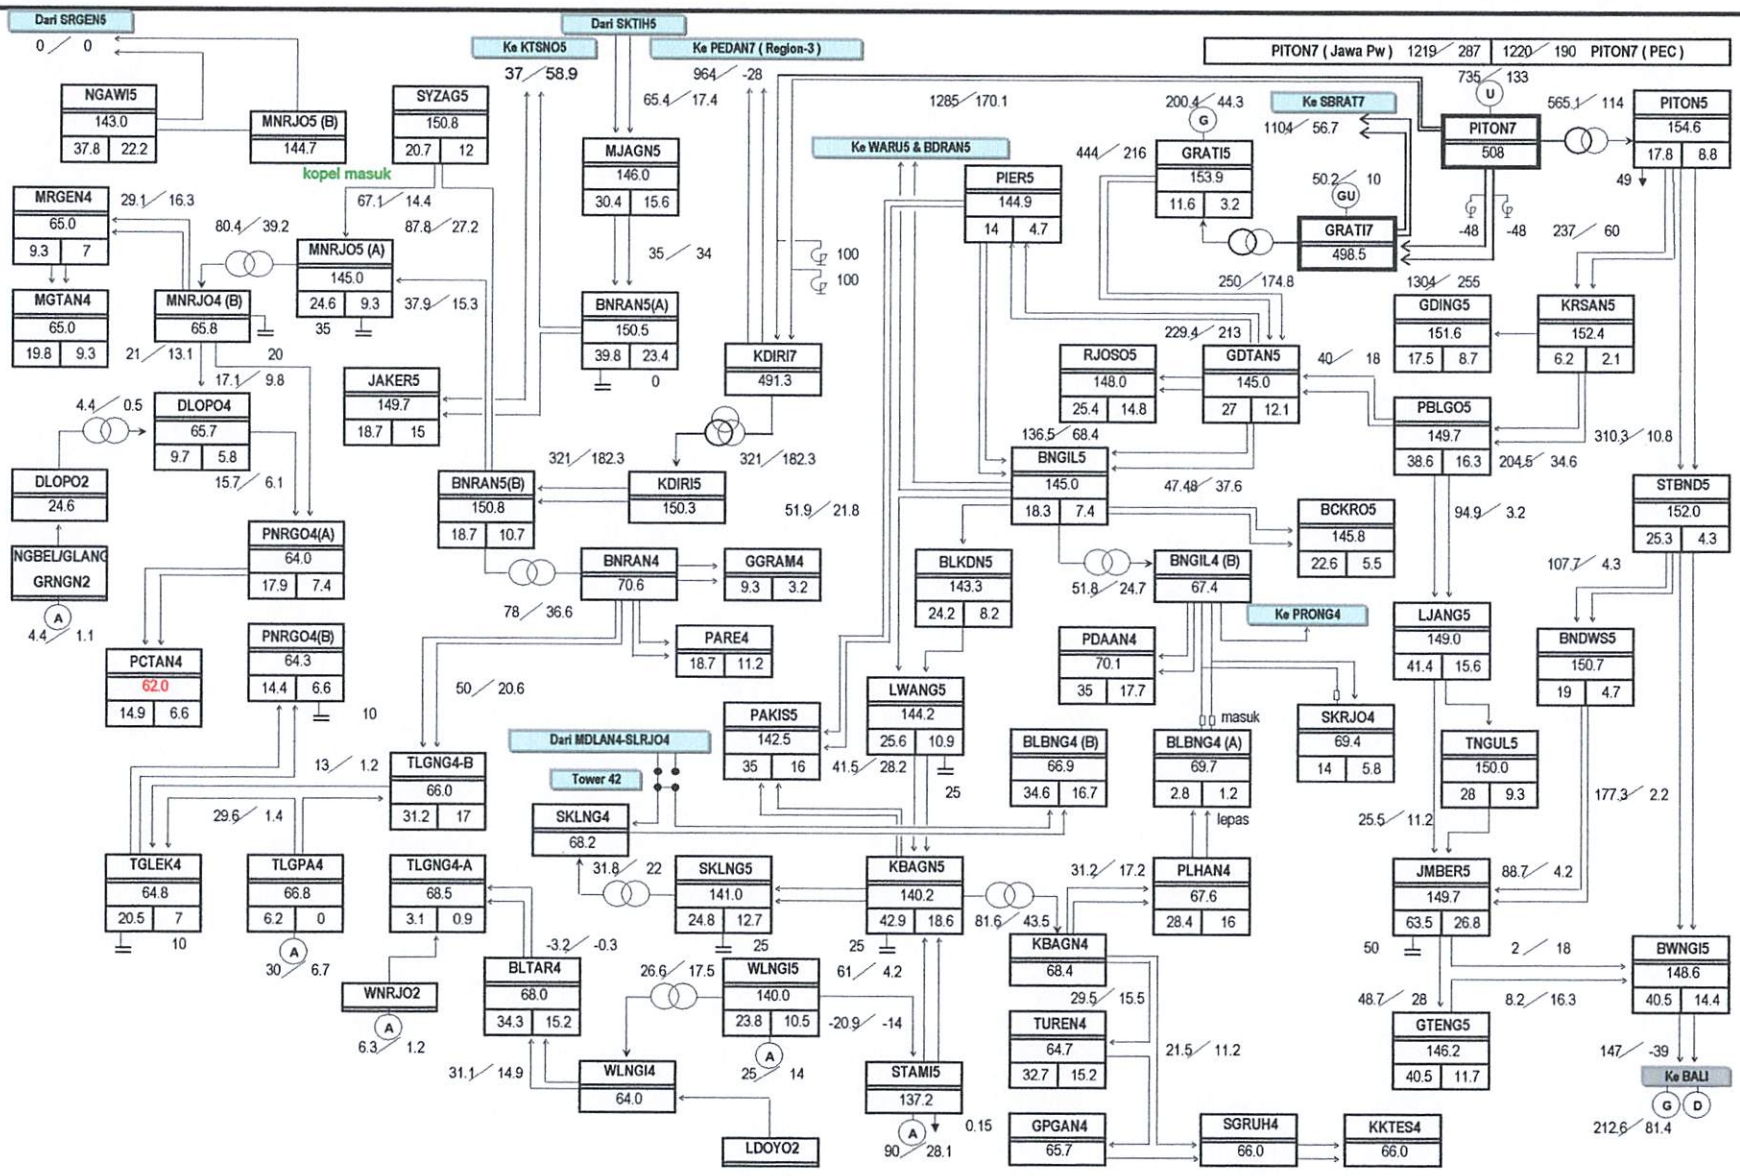 Dari SRGEN5
0 / 0
Dari SKTIH5
Ke KTSNO5
37 / 58.9
Ke PEDAN7 ( Region-3 )
964 / -28
65.4 / 17.4
1285 / 170.1
PITON7 ( Jawa Pw ) 1219 / 287
1220 / 190 PITON7 ( PEC )
735 / 133
U
565.1 / 114
200.4 / 44.3
G
Ke SBRAT7
1104 / 56.7
NGAWI5
143.0
37.8 22.2
MNRJO5 (B)
144.7
kopel masuk
SYZAG5
150.8
20.7 12
67.1 / 14.4
87.8 / 27.2
MJAGN5
146.0
30.4 15.6
35 / 34
Ke WARU5 & BDRAN5
PIER5
144.9
14 4.7
444 / 216
GRATI5
153.9
11.6 3.2
50.2 / 10
GU
GRATI7
498.5
PITON7
508
-48 -48
PITON5
154.6
17.8 8.8
49
237 / 60
MRGEN4
65.0
9.3 7
29.1 / 16.3
80.4 / 39.2
MNRJO5 (A)
145.0
24.6 9.3
35
37.9 / 15.3
100
100
250 / 174.8
1304 / 255
MGTAN4
65.0
19.8 9.3
MNRJO4 (B)
65.8
21 / 13.1
20
17.1 / 9.8
BNRAN5(A)
150.5
39.8 23.4
0
KDIRI7
491.3
229.4 / 213
RJOSO5
148.0
25.4 14.8
GDTAN5
145.0
27 12.1
40 / 18
GDING5
151.6
17.5 8.7
KRSAN5
152.4
6.2 2.1
JAKER5
149.7
18.7 15
4.4 / 0.5
DLOPO4
65.7
9.7 5.8
15.7 / 6.1
136.5 / 68.4
PBLGO5
149.7
38.6 16.3
204.5 / 34.6
310.3 / 10.8
DLOPO2
24.6
321 / 182.3
321 / 182.3
BNRAN5(B)
150.8
18.7 10.7
KDIRI5
150.3
51.9 / 21.8
BNGIL5
145.0
18.3 7.4
47.48 / 37.6
BCKRO5
145.8
22.6 5.5
94.9 / 3.2
STBND5
152.0
25.3 4.3
107.7 / 4.3
NGBEL/GLANG
GRNGN2
A
4.4 / 1.1
PNRGO4(A)
64.0
17.9 7.4
BNRAN4
70.6
78 / 36.6
GGRAM4
9.3 3.2
BLKDN5
143.3
24.2 8.2
51.8 / 24.7
BNGIL4 (B)
67.4
Ke PRONG4
LJANG5
149.0
41.4 15.6
BNDWS5
150.7
19 4.7
PNRGO4(B)
64.3
14.4 6.6
10
PARE4
18.7 11.2
PDAAN4
70.1
35 17.7
PCTAN4
62.0
14.9 6.6
50 / 20.6
LWANG5
144.2
25.6 10.9
25
41.5 / 28.2
PAKIS5
142.5
35 16
masuk
SKRJO4
69.4
14 5.8
TNGUL5
150.0
28 9.3
Dari MDLAN4-SLRJO4
Tower 42
BLBNG4 (B)
66.9
34.6 16.7
BLBNG4 (A)
69.7
2.8 1.2
lepas
13 / 1.2
TLGNG4-B
66.0
31.2 17
29.6 / 1.4
SKLNG4
68.2
25.5 / 11.2
177.3 / 2.2
TGLEK4
64.8
20.5 7
10
TLGPA4
66.8
6.2 0
A
30 / 6.7
TLGNG4-A
68.5
3.1 0.9
31.8 / 22
SKLNG5
141.0
24.8 12.7
25
KBAGN5
140.2
42.9 18.6
25
81.6 / 43.5
31.2 / 17.2
PLHAN4
67.6
28.4 16
JMBER5
149.7
63.5 26.8
50
88.7 / 4.2
-3.2 / -0.3
BLTAR4
68.0
34.3 15.2
26.6 / 17.5
WLNGI5
140.0
23.8 10.5
A
25 / 14
61 / 4.2
-20.9 / -14
KBAGN4
68.4
29.5 / 15.5
2 / 18
BWNGI5
148.6
40.5 14.4
WNRJO2
A
6.3 / 1.2
48.7 / 28
8.2 / 16.3
GTENG5
146.2
40.5 11.7
TUREN4
64.7
32.7 15.2
21.5 / 11.2
147 / -39
31.1 / 14.9
WLNGI4
64.0
STAMI5
137.2
A
0.15
90 / 28.1
Ke BALI
G D
212.6 / 81.4
LDOYO2
GPGAN4
65.7
SGRUH4
66.0
KKTES4
66.0